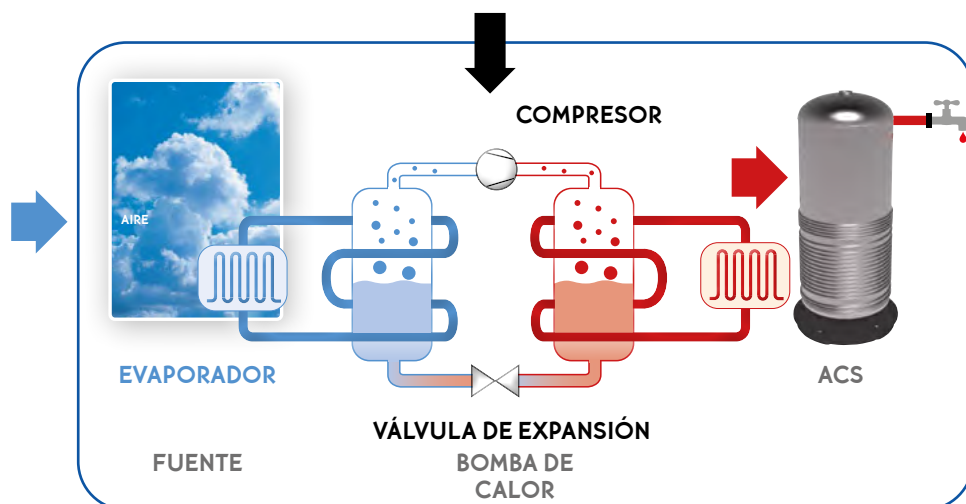 COMPRESOR
AIRE
EVAPORADOR
ACS
VÁLVULA DE EXPANSIÓN
FUENTE
BOMBA DE
CALOR